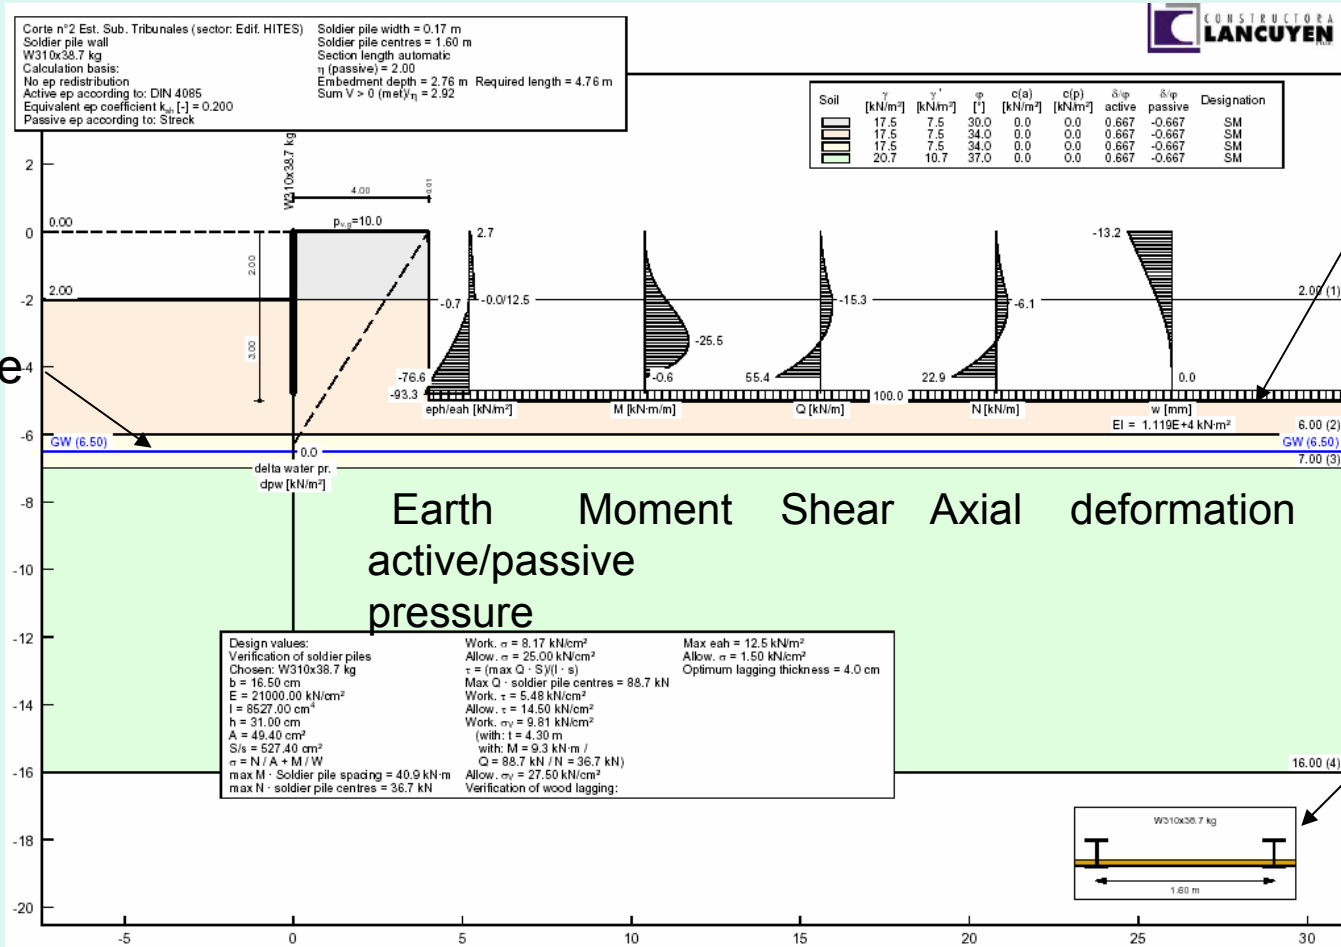 CONSTRUCTORA
LANCUYEN
Corte n°2 Est. Sub. Tribunales (sector: Edif. HITES)
Soldier pile wall
W310x38.7 kg
Calculation basis:
No ep redistribution
Active ep according to: DIN 4085
Equivalent ep coefficient k_ah [-] = 0.200
Passive ep according to: Streck
Soldier pile width = 0.17 m
Soldier pile centres = 1.60 m
Section length automatic
η (passive) = 2.00
Embedment depth = 2.76 m Required length = 4.76 m
Sum V > 0 (met)/η = 2.92
Soil γ [kN/m³] γ' [kN/m³] φ [°] c(a) [kN/m²] c(p) [kN/m²] δ/φ active δ/φ passive Designation
17.5 7.5 30.0 0.0 0.0 0.667 -0.667 SM
17.5 7.5 34.0 0.0 0.0 0.667 -0.667 SM
17.5 7.5 34.0 0.0 0.0 0.667 -0.667 SM
20.7 10.7 37.0 0.0 0.0 0.667 -0.667 SM
W310x38.7 kg
4.00
0.01
p_v,g=10.0
2
0
-2
-4
-6
-8
-10
-12
-14
-16
-18
-20
0.00
2.00
2.00
3.00
e
2.7
-0.7
-0.0/12.5
-76.6
-93.3
eph/eah [kN/m²]
-25.5
-0.6
M [kN·m/m]
-15.3
55.4
Q [kN/m]
100.0
-6.1
22.9
N [kN/m]
-13.2
0.0
w [mm]
EI = 1.119E+4 kN·m²
2.00 (1)
6.00 (2)
GW (6.50)
GW (6.50)
7.00 (3)
0.0
delta water pr.
dpw [kN/m²]
Earth Moment Shear Axial deformation
active/passive
pressure
Design values:
Verification of soldier piles
Chosen: W310x38.7 kg
b = 16.50 cm
E = 21000.00 kN/cm²
I = 8527.00 cm⁴
h = 31.00 cm
A = 49.40 cm²
S/s = 527.40 cm²
σ = N / A + M / W
max M · Soldier pile spacing = 40.9 kN·m
max N · soldier pile centres = 36.7 kN
Work. σ = 8.17 kN/cm²
Allow. σ = 25.00 kN/cm²
τ = (max Q · S)/(I · s)
Max Q · soldier pile centres = 88.7 kN
Work. τ = 5.48 kN/cm²
Allow. τ = 14.50 kN/cm²
Work. σv = 9.81 kN/cm²
(with: t = 4.30 m
with: M = 9.3 kN·m /
Q = 88.7 kN / N = 36.7 kN)
Allow. σv = 27.50 kN/cm²
Verification of wood lagging:
Max eah = 12.5 kN/m²
Allow. σ = 1.50 kN/cm²
Optimum lagging thickness = 4.0 cm
16.00 (4)
W310x38.7 kg
1.60 m
-5 0 5 10 15 20 25 30